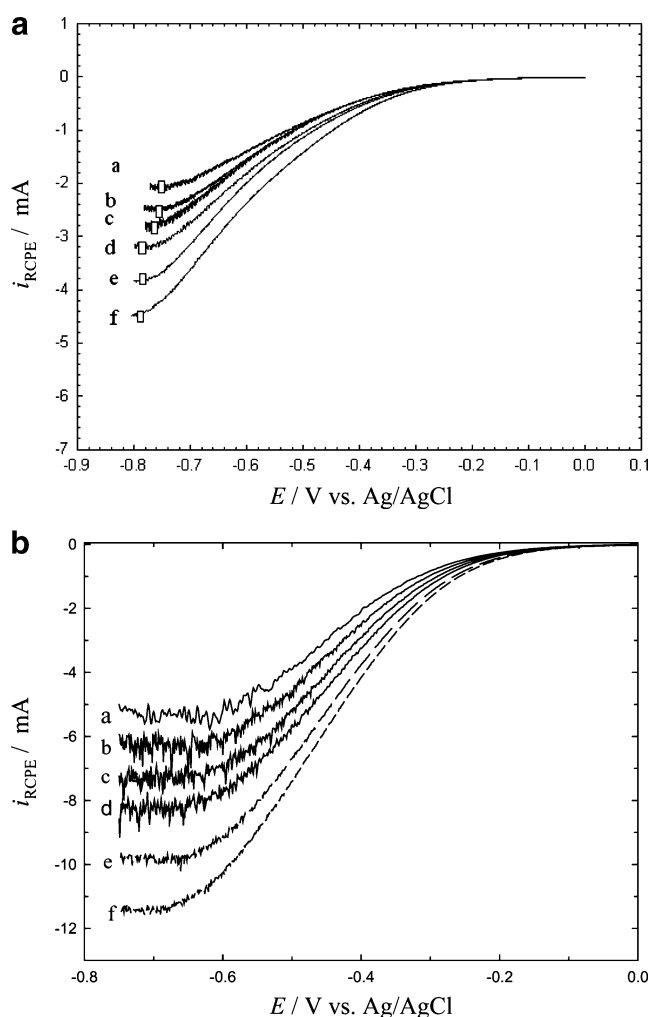 a
1
0
-1
-2
-3
-4
-5
-6
-7
i_RCPE / mA
a
b
c
d
e
f
-0.9 -0.8 -0.7 -0.6 -0.5 -0.4 -0.3 -0.2 -0.1 0.0 0.1
E / V vs. Ag/AgCl
b
0
-2
-4
-6
-8
-10
-12
i_RCPE / mA
a
b
c
d
e
f
-0.8 -0.6 -0.4 -0.2 0.0
E / V vs. Ag/AgCl